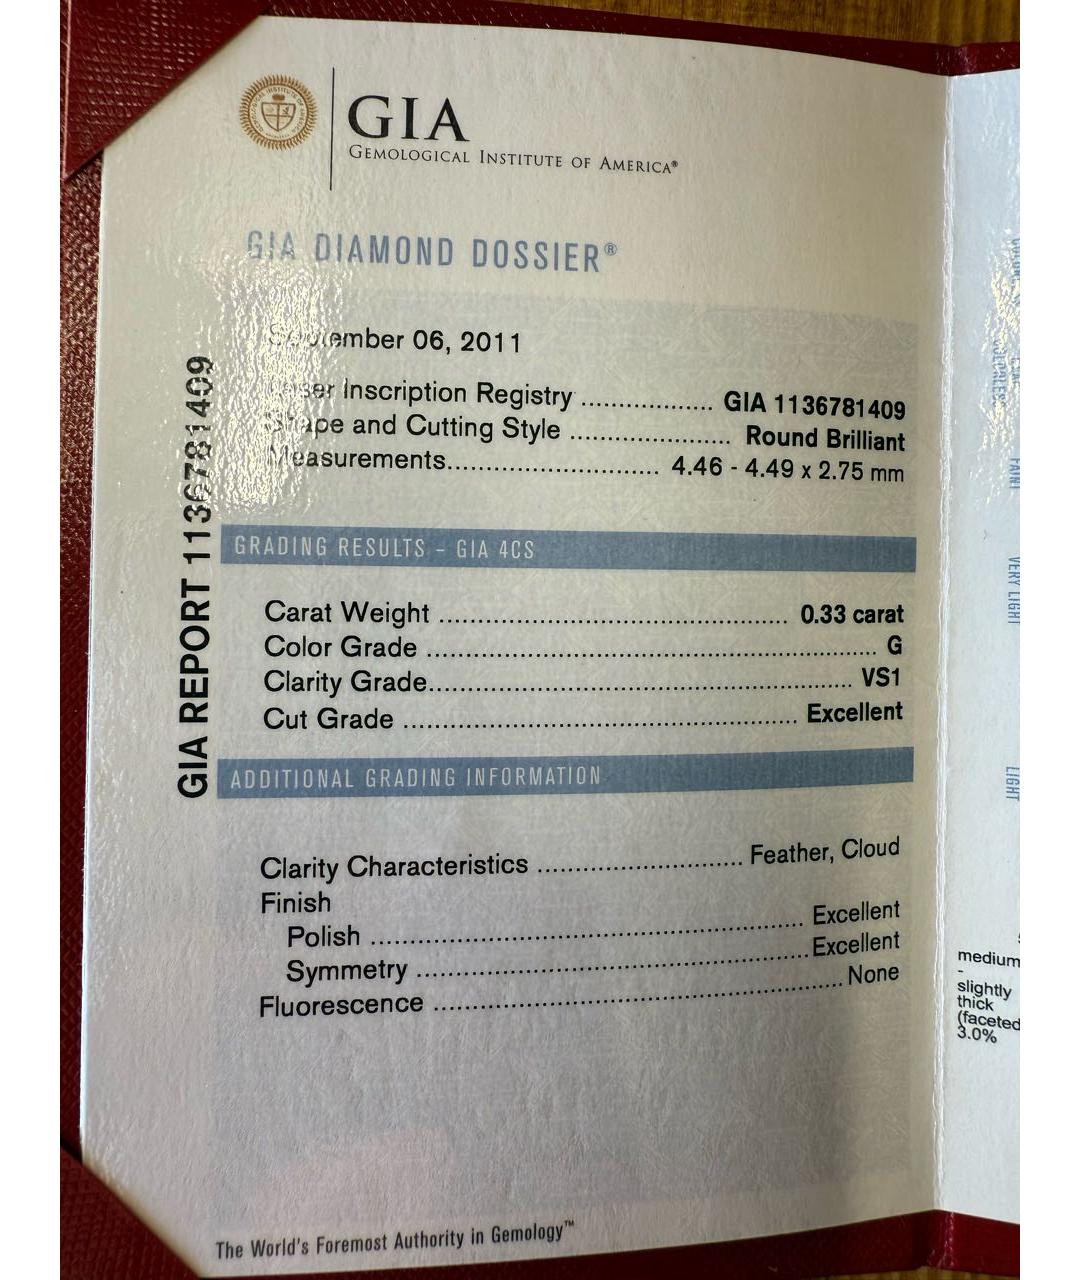 GIA
GEMOLOGICAL INSTITUTE OF AMERICA®
GIA DIAMOND DOSSIER®
September 06, 2011
Laser Inscription Registry ................ GIA 1136781409
Shape and Cutting Style .................... Round Brilliant
Measurements............................. 4.46 - 4.49 x 2.75 mm
GIA REPORT 1136781409
GRADING RESULTS – GIA 4CS
Carat Weight ............................................... 0.33 carat
Color Grade ............................................................ G
Clarity Grade......................................................... VS1
Cut Grade ..................................................... Excellent
ADDITIONAL GRADING INFORMATION
Clarity Characteristics ........................... Feather, Cloud
Finish
Polish .......................................................... Excellent
Symmetry .................................................... Excellent
Fluorescence ....................................................... None
The World's Foremost Authority in Gemology™
FAINT
VERY LIGHT
LIGHT
medium
-
slightly
thick
(faceted
3.0%